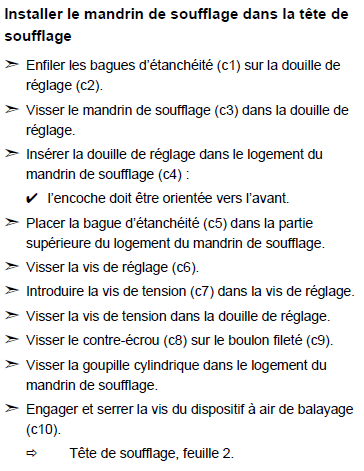 Installer le mandrin de soufflage dans la tête de
soufflage
➣ Enfiler les bagues d’étanchéité (c1) sur la douille de
réglage (c2).
➣ Visser le mandrin de soufflage (c3) dans la douille de
réglage.
➣ Insérer la douille de réglage dans le logement du
mandrin de soufflage (c4) :
✔ l’encoche doit être orientée vers l’avant.
➣ Placer la bague d’étanchéité (c5) dans la partie
supérieure du logement du mandrin de soufflage.
➣ Visser la vis de réglage (c6).
➣ Introduire la vis de tension (c7) dans la vis de réglage.
➣ Visser la vis de tension dans la douille de réglage.
➣ Visser le contre-écrou (c8) sur le boulon fileté (c9).
➣ Visser la goupille cylindrique dans le logement du
mandrin de soufflage.
➣ Engager et serrer la vis du dispositif à air de balayage
(c10).
⇨ Tête de soufflage, feuille 2.